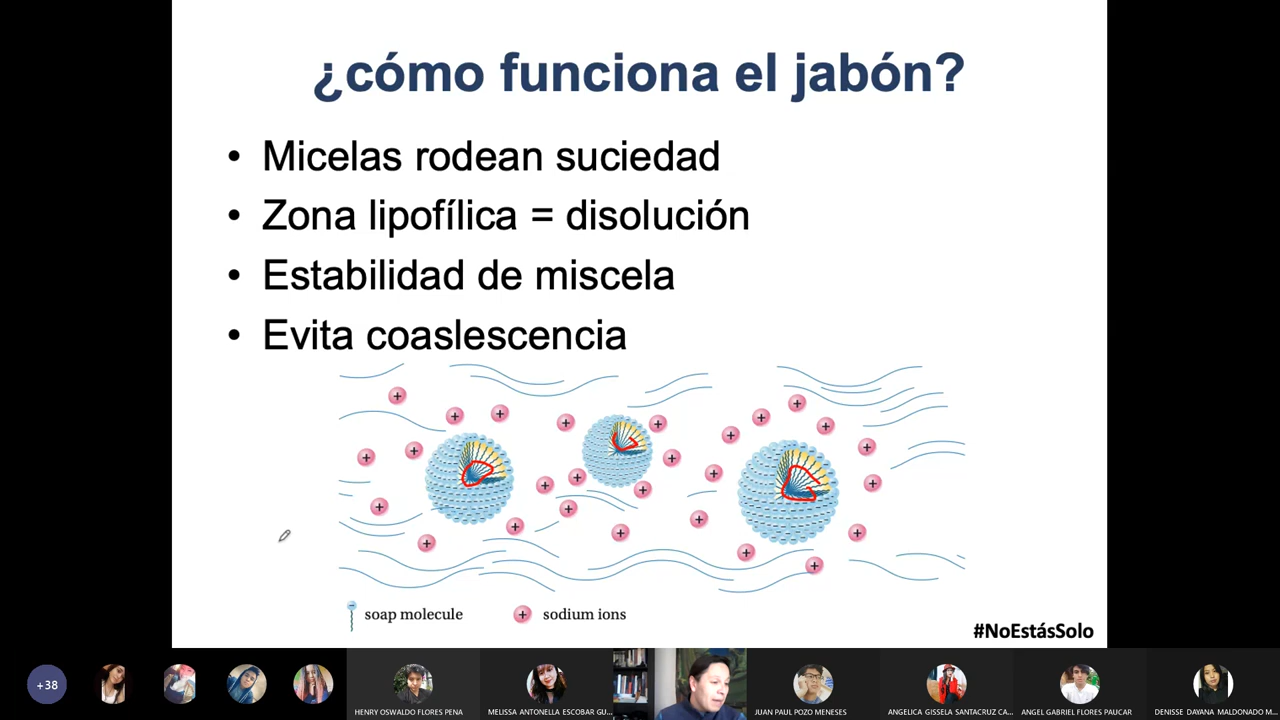 ¿cómo funciona el jabón?
• Micelas rodean suciedad
• Zona lipofílica = disolución
• Estabilidad de miscela
• Evita coaslescencia
soap molecule
sodium ions
#NoEstásSolo
+38
HENRY OSWALDO FLORES PENA
MELISSA ANTONELLA ESCOBAR GU...
JUAN PAUL POZO MENESES
ANGELICA GISSELA SANTACRUZ CA...
ANGEL GABRIEL FLORES PAUCAR
DENISSE DAYANA MALDONADO M...